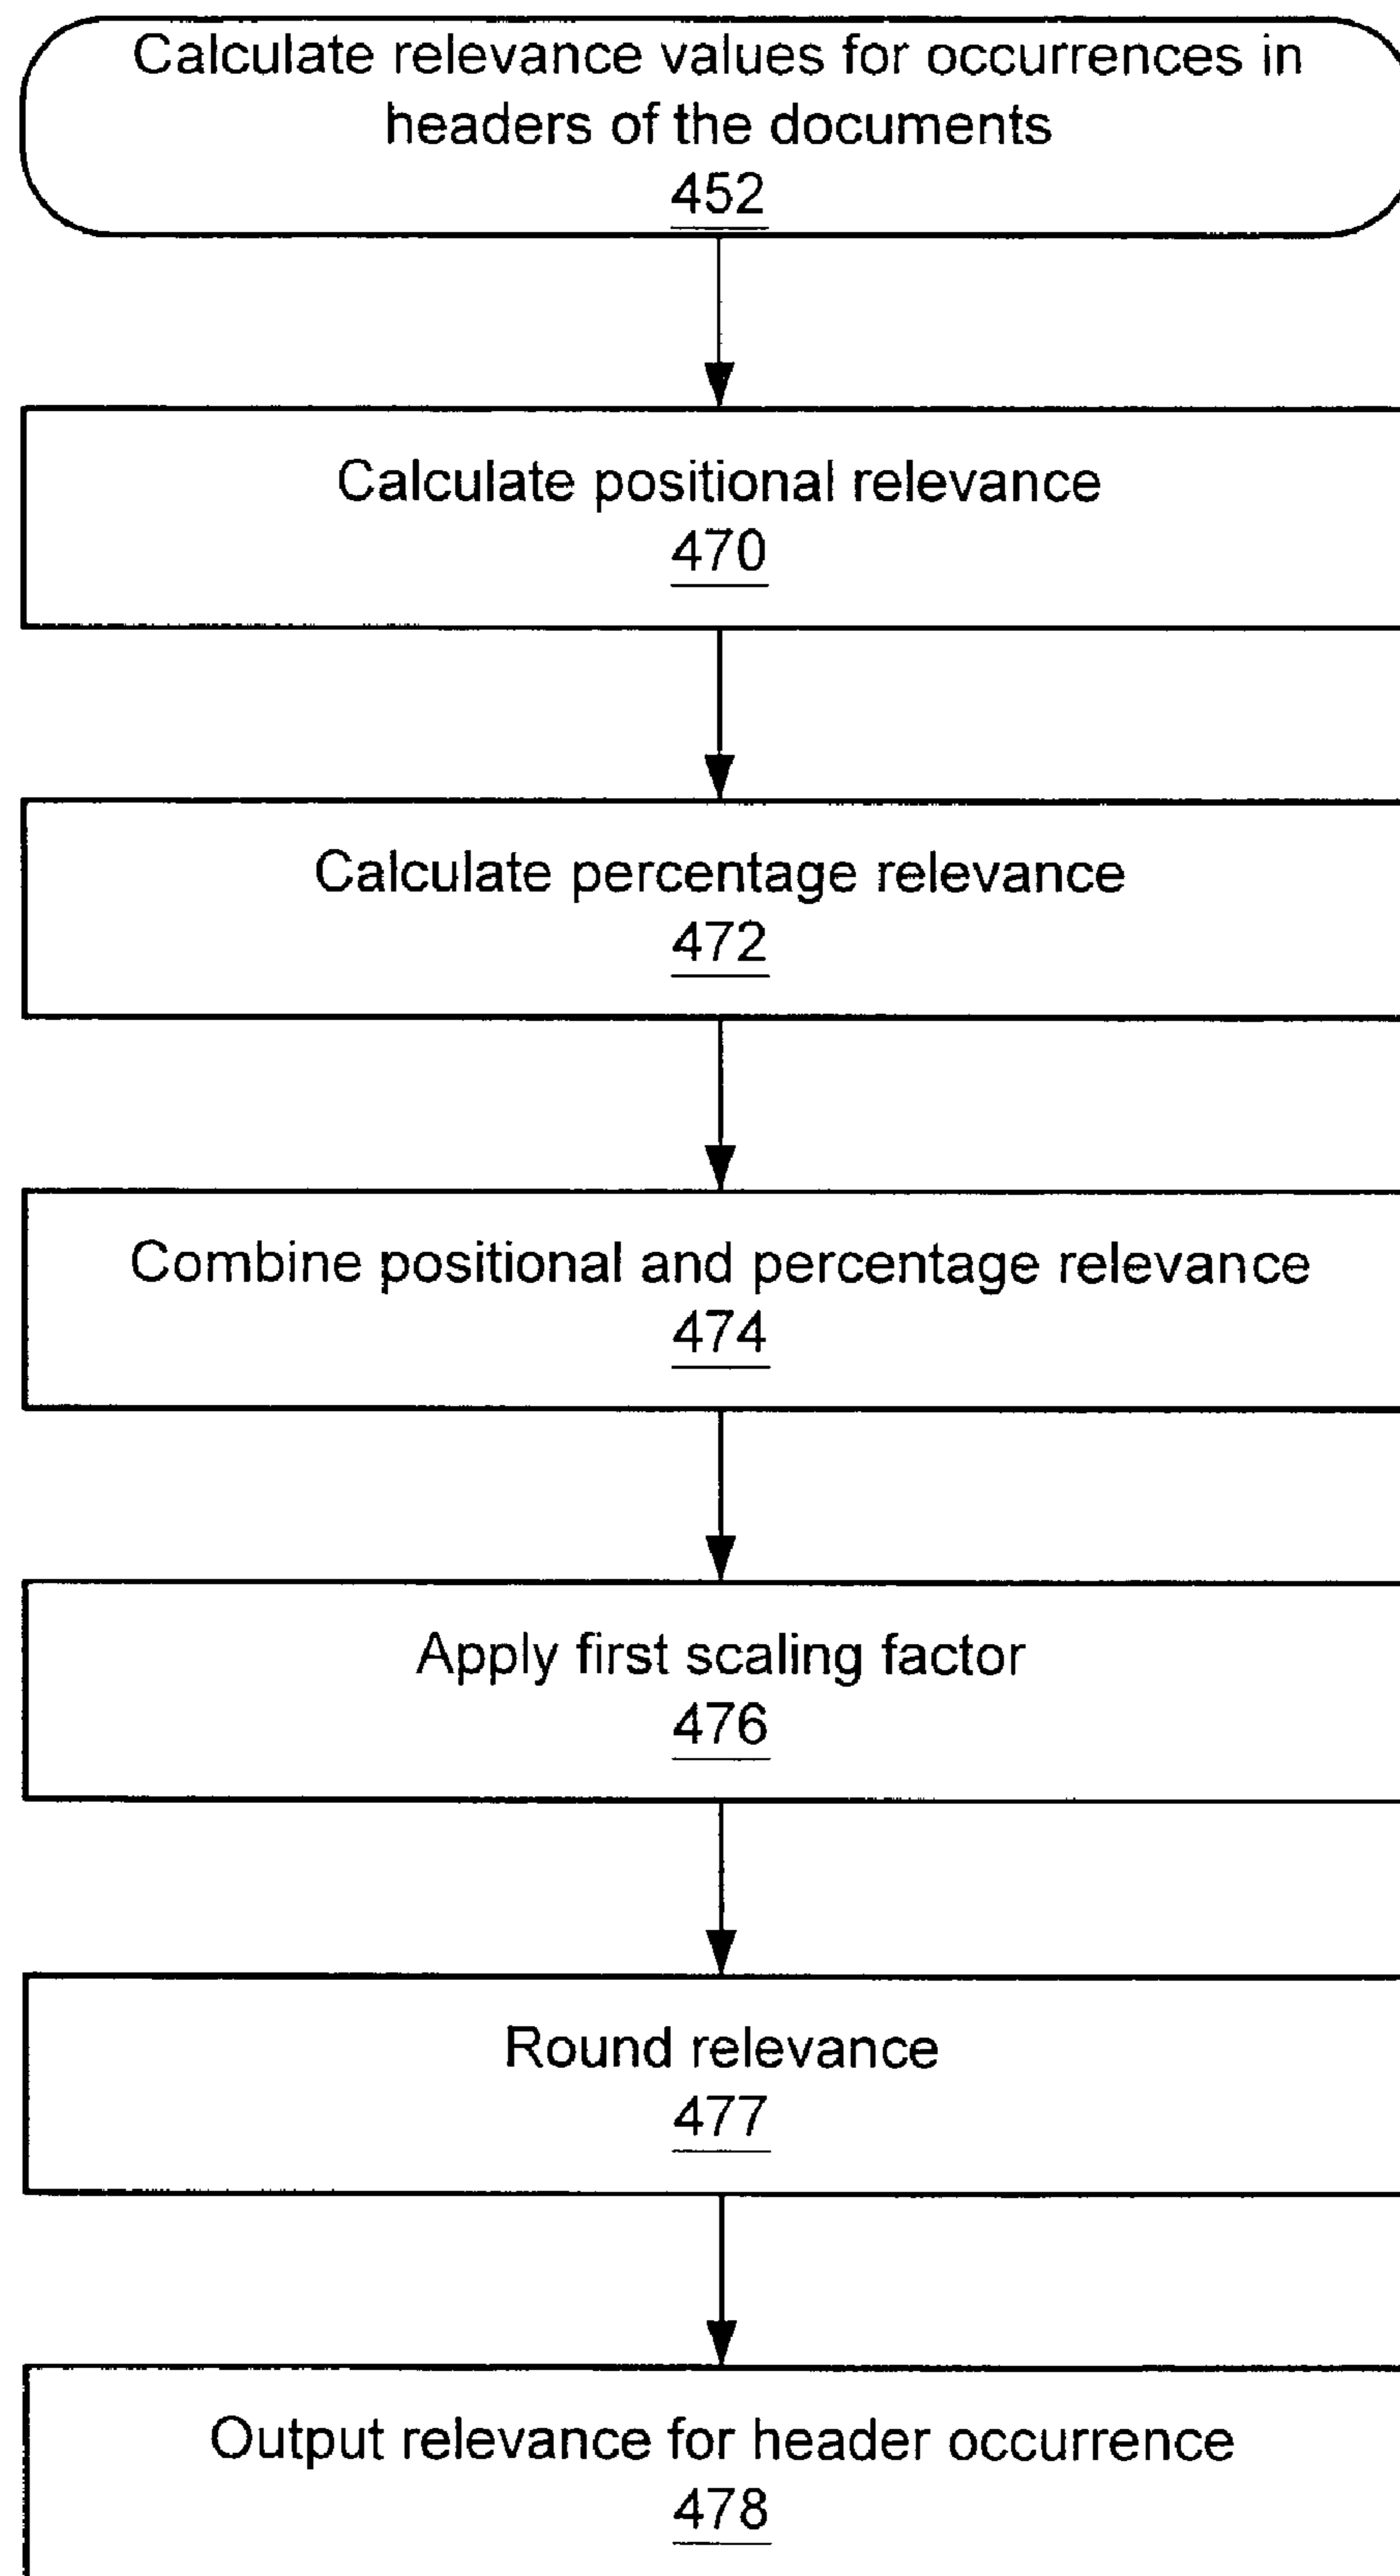 Calculate relevance values for occurrences in
headers of the documents
452
Calculate positional relevance
470
Calculate percentage relevance
472
Combine positional and percentage relevance
474
Apply first scaling factor
476
Round relevance
477
Output relevance for header occurrence
478